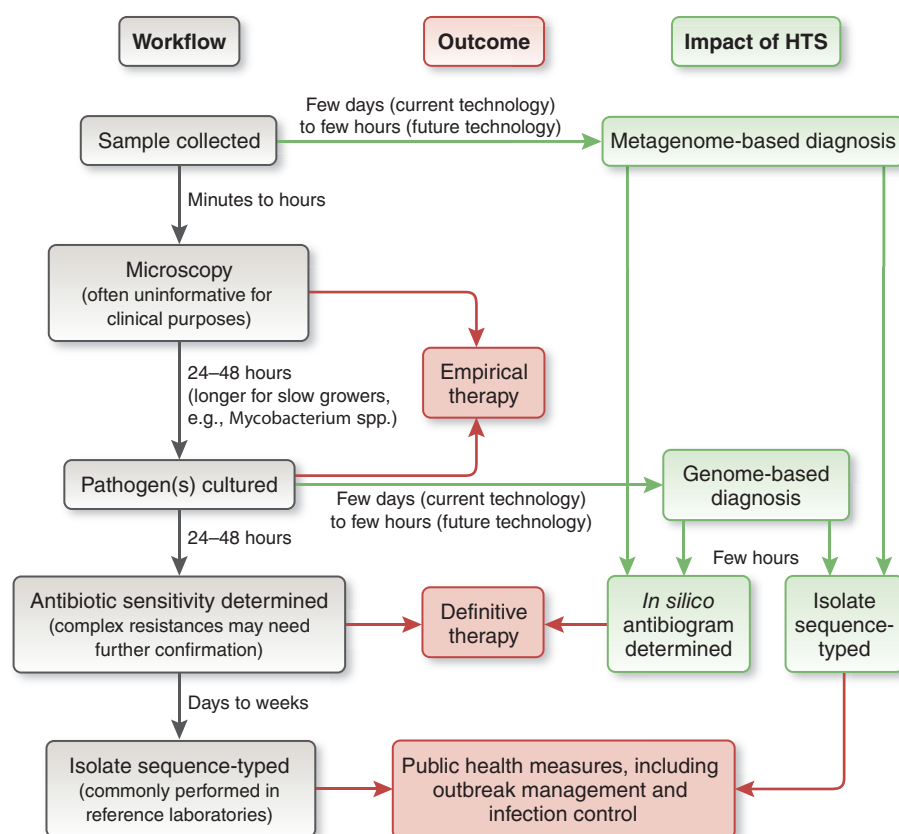 Workflow
Outcome
Impact of HTS
Few days (current technology)
to few hours (future technology)
Sample collected
Metagenome-based diagnosis
Minutes to hours
Microscopy
(often uninformative for
clinical purposes)
24–48 hours
(longer for slow growers,
e.g., Mycobacterium spp.)
Empirical
therapy
Pathogen(s) cultured
Few days (current technology)
to few hours (future technology)
Genome-based
diagnosis
24–48 hours
Few hours
Antibiotic sensitivity determined
(complex resistances may need
further confirmation)
Definitive
therapy
In silico
antibiogram
determined
Isolate
sequence-
typed
Days to weeks
Isolate sequence-typed
(commonly performed in
reference laboratories)
Public health measures, including
outbreak management and
infection control